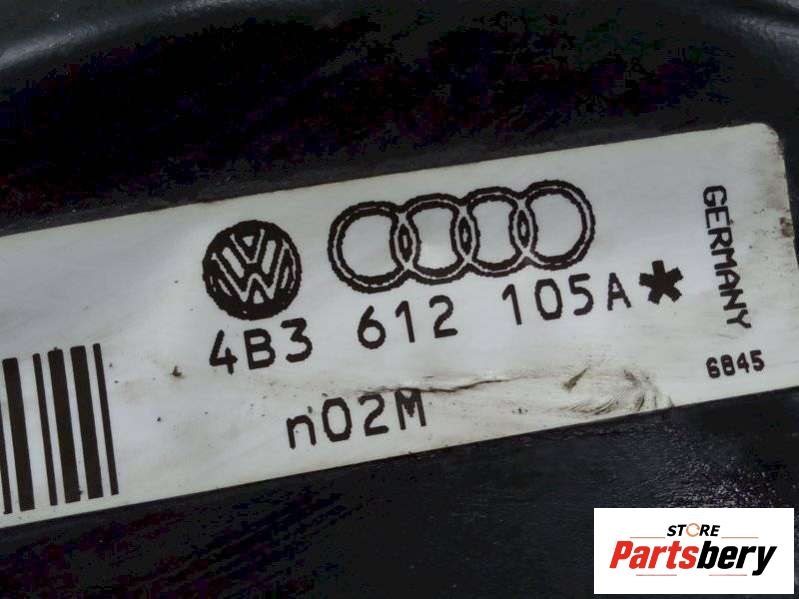 GERMANY
4B3 612 105A*
6845
n02M
STORE
Partsbery